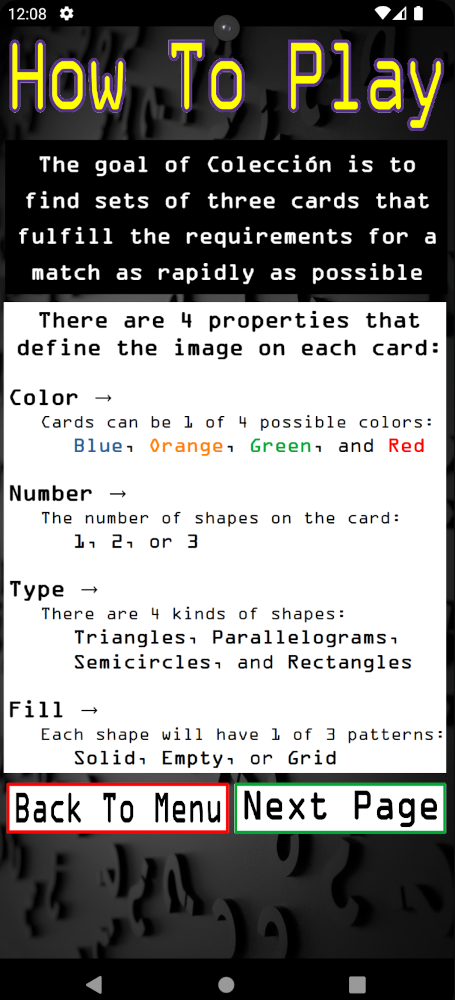 12:08
How To Play
The goal of Colección is to
find sets of three cards that
fulfill the requirements for a
match as rapidly as possible
There are 4 properties that
define the image on each card:
Color →
Cards can be 1 of 4 possible colors:
Blue, Orange, Green, and Red
Number →
The number of shapes on the card:
1, 2, or 3
Type →
There are 4 kinds of shapes:
Triangles, Parallelograms,
Semicircles, and Rectangles
Fill →
Each shape will have 1 of 3 patterns:
Solid, Empty, or Grid
Back To Menu
Next Page